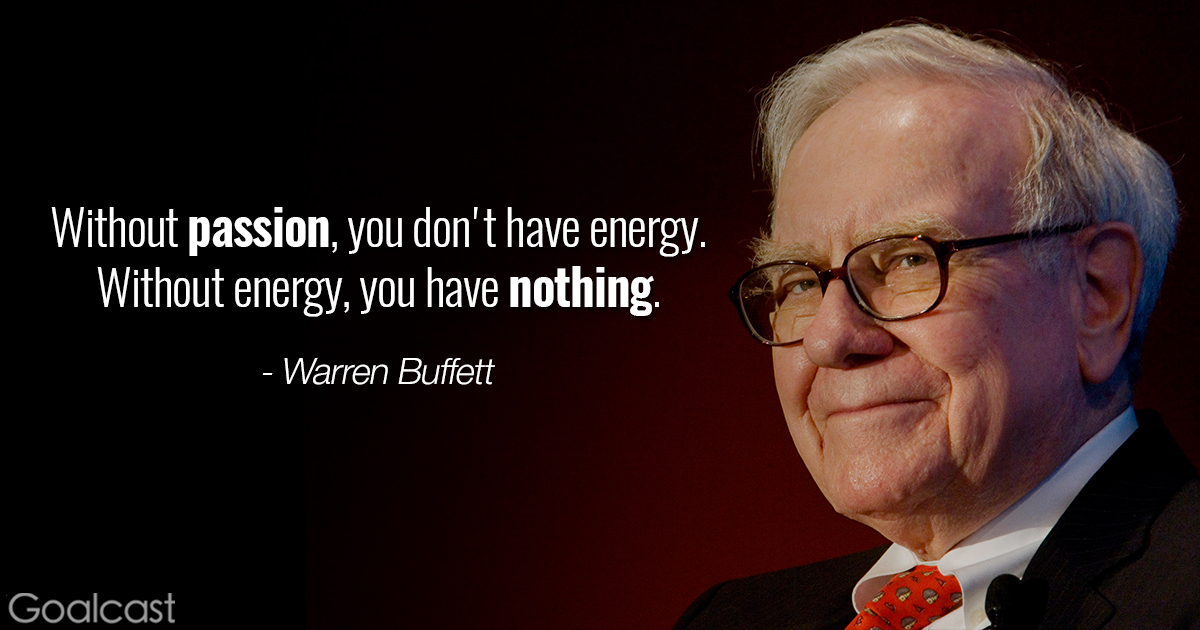 Without passion, you don't have energy.
Without energy, you have nothing.
- Warren Buffett
Goalcast